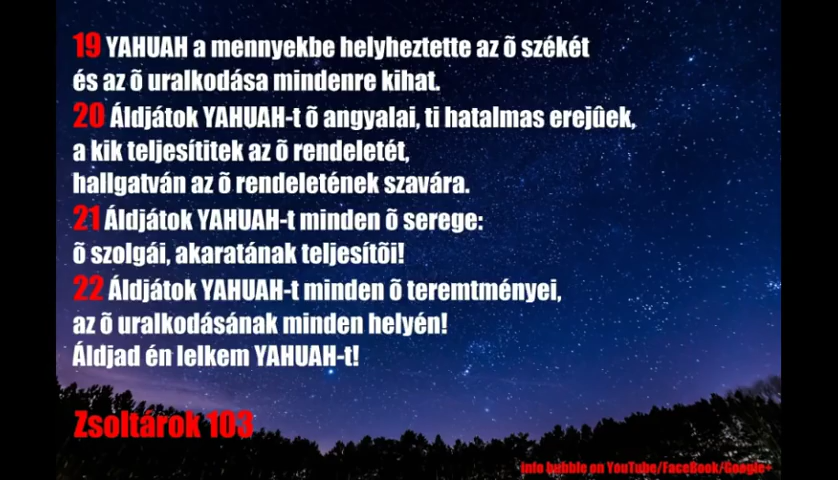 19 YAHUAH a mennyekbe helyheztette az õ székét
és az õ uralkodása mindenre kihat.
20 Áldjátok YAHUAH-t õ angyalai, ti hatalmas erejûek,
a kik teljesítitek az õ rendeletét,
hallgatván az õ rendeletének szavára.
21 Áldjátok YAHUAH-t minden õ serege:
õ szolgái, akaratának teljesítõi!
22 Áldjátok YAHUAH-t minden õ teremtményei,
az õ uralkodásának minden helyén!
Áldjad én lelkem YAHUAH-t!
Zsoltárok 103
info bubble on YouTube/FaceBook/Google+